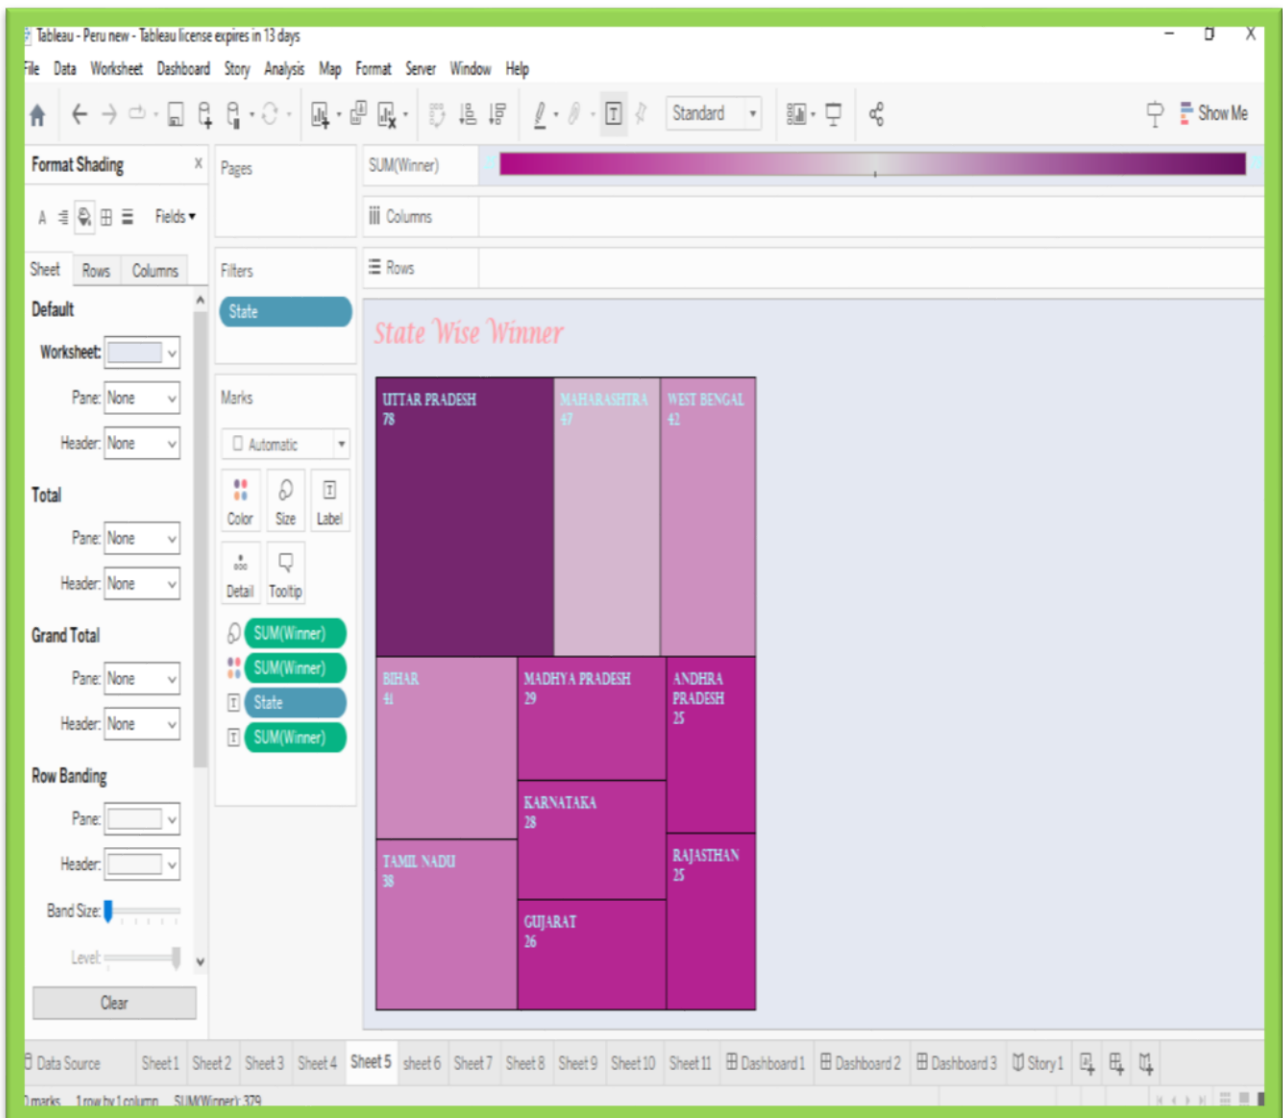 Tableau - Peru new - Tableau license expires in 13 days
File Data Worksheet Dashboard Story Analysis Map Format Server Window Help
Standard
Show Me
Format Shading X
Pages
SUM(Winner)
Fields
Columns
Sheet Rows Columns
Filters
Rows
Default
State
Worksheet:
State Wise Winner
Pane: None
Header: None
Marks
Automatic
Total
Color Size Label
Pane: None
Header: None
Detail Tooltip
Grand Total
SUM(Winner)
Pane: None
SUM(Winner)
State
Header: None
SUM(Winner)
Row Banding
Pane:
Header:
Band Size:
Level:
Clear
UTTAR PRADESH
78
MAHARASHTRA
47
WEST BENGAL
42
BIHAR
41
MADHYA PRADESH
29
ANDHRA
PRADESH
25
KARNATAKA
28
TAMIL NADU
38
RAJASTHAN
25
GUJARAT
26
Data Source Sheet 1 Sheet 2 Sheet 3 Sheet 4 Sheet 5 sheet 6 Sheet 7 Sheet 8 Sheet 9 Sheet 10 Sheet 11 Dashboard 1 Dashboard 2 Dashboard 3 Story 1
marks 1 row by 1 column SUM(Winner): 379